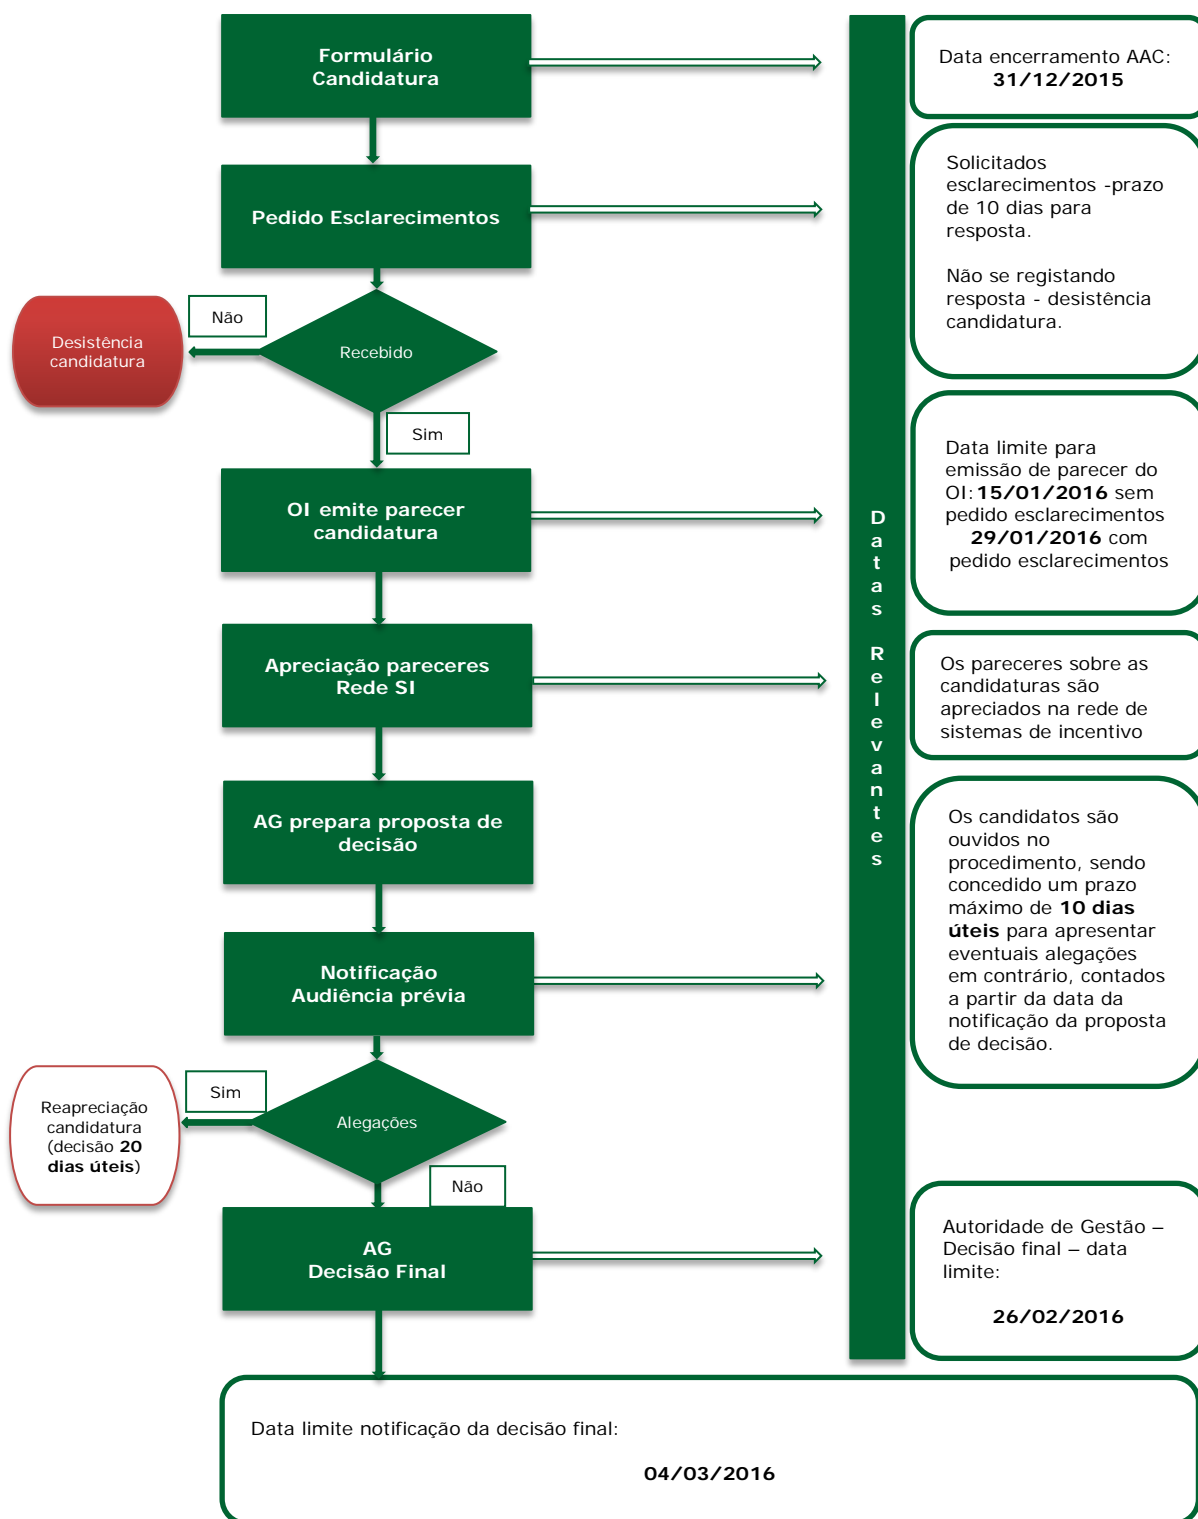 Formulário
Candidatura
Data encerramento AAC:
31/12/2015
Pedido Esclarecimentos
Solicitados
esclarecimentos -prazo
de 10 dias para
resposta.
Não se registando
resposta - desistência
candidatura.
Não
Desistência
candidatura
Recebido
Sim
OI emite parecer
candidatura
Data limite para
emissão de parecer do
OI: 15/01/2016 sem
pedido esclarecimentos
29/01/2016 com
pedido esclarecimentos
Datas Relevantes
Apreciação pareceres
Rede SI
Os pareceres sobre as
candidaturas são
apreciados na rede de
sistemas de incentivo
AG prepara proposta de
decisão
Os candidatos são
ouvidos no
procedimento, sendo
concedido um prazo
máximo de 10 dias
úteis para apresentar
eventuais alegações
em contrário, contados
a partir da data da
notificação da proposta
de decisão.
Notificação
Audiência prévia
Sim
Reapreciação
candidatura
(decisão 20
dias úteis)
Alegações
Não
AG
Decisão Final
Autoridade de Gestão –
Decisão final – data
limite:
26/02/2016
Data limite notificação da decisão final:
04/03/2016